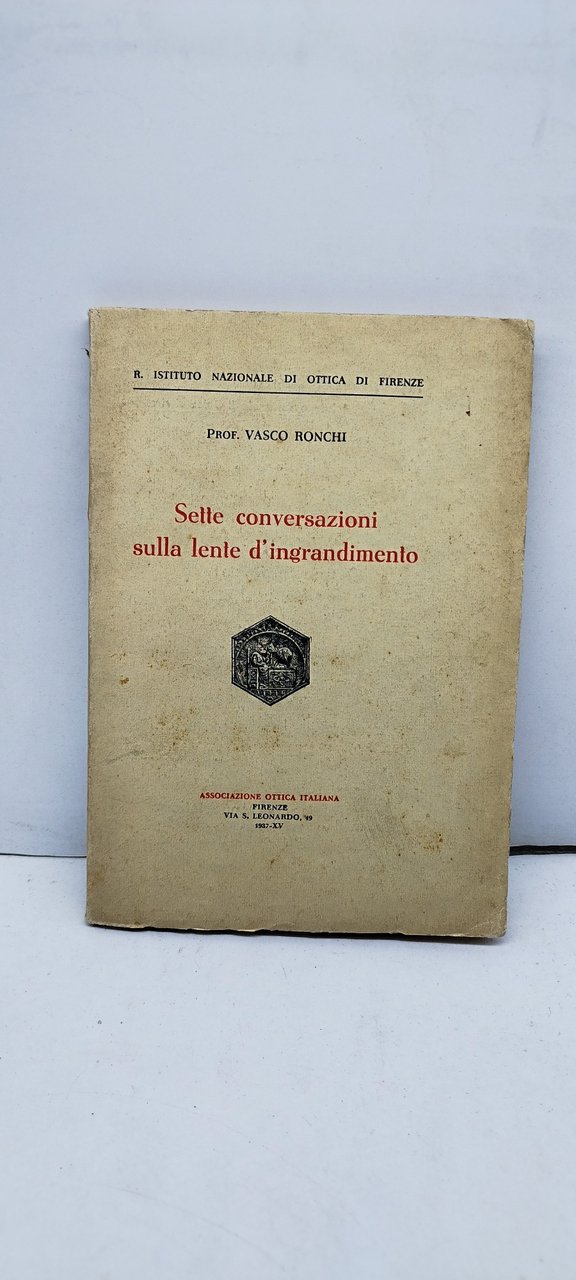 R. ISTITUTO NAZIONALE DI OTTICA DI FIRENZE
PROF. VASCO RONCHI
Sette conversazioni
sulla lente d'ingrandimento
ASSOCIAZIONE OTTICA ITALIANA
FIRENZE
VIA S. LEONARDO, 19
1937-XV